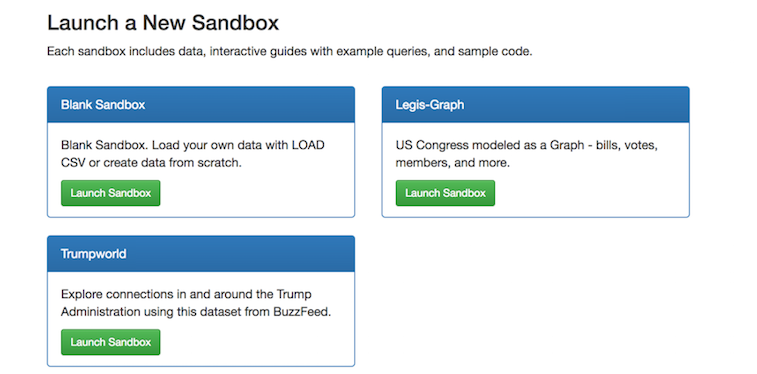 Launch a New Sandbox
Each sandbox includes data, interactive guides with example queries, and sample code.
Blank Sandbox
Blank Sandbox. Load your own data with LOAD
CSV or create data from scratch.
Launch Sandbox
Legis-Graph
US Congress modeled as a Graph - bills, votes,
members, and more.
Launch Sandbox
Trumpworld
Explore connections in and around the Trump
Administration using this dataset from BuzzFeed.
Launch Sandbox